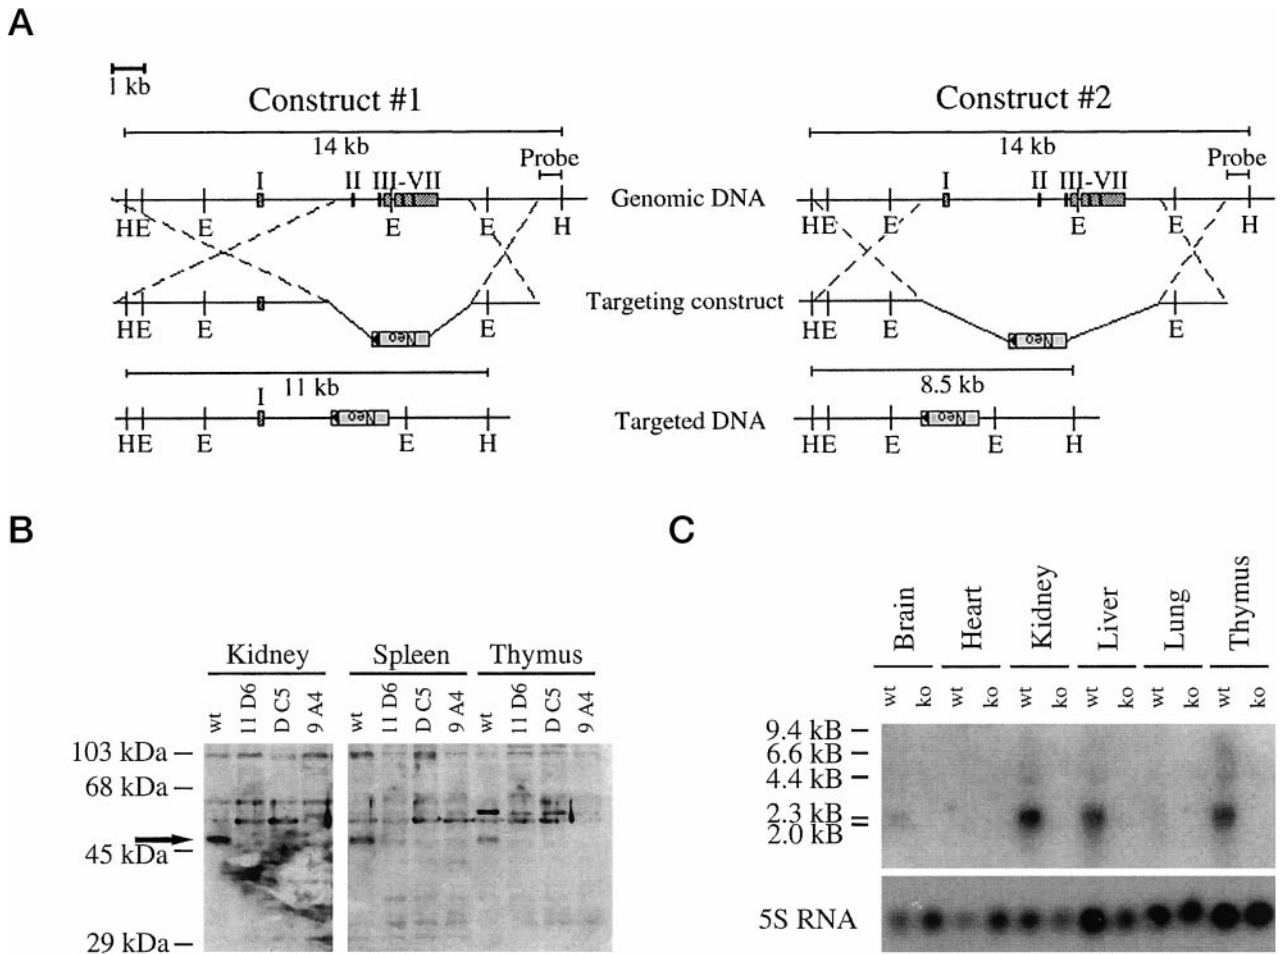 A
1 kb
Construct #1
Construct #2
14 kb
14 kb
Probe
Probe
I II III-VII
Genomic DNA
I II III-VII
H E E E E H
H E E E E H
Targeting construct
H E E E
H E E E
Neo
Neo
11 kb
8.5 kb
I
Neo
Targeted DNA
Neo
H E E E H
H E E E H
B
Kidney Spleen Thymus
wt 11 D6 D C5 9 A4 wt 11 D6 D C5 9 A4 wt 11 D6 D C5 9 A4
103 kDa
68 kDa
45 kDa
29 kDa
C
Brain Heart Kidney Liver Lung Thymus
wt ko wt ko wt ko wt ko wt ko wt ko
9.4 kB
6.6 kB
4.4 kB
2.3 kB
2.0 kB
5S RNA